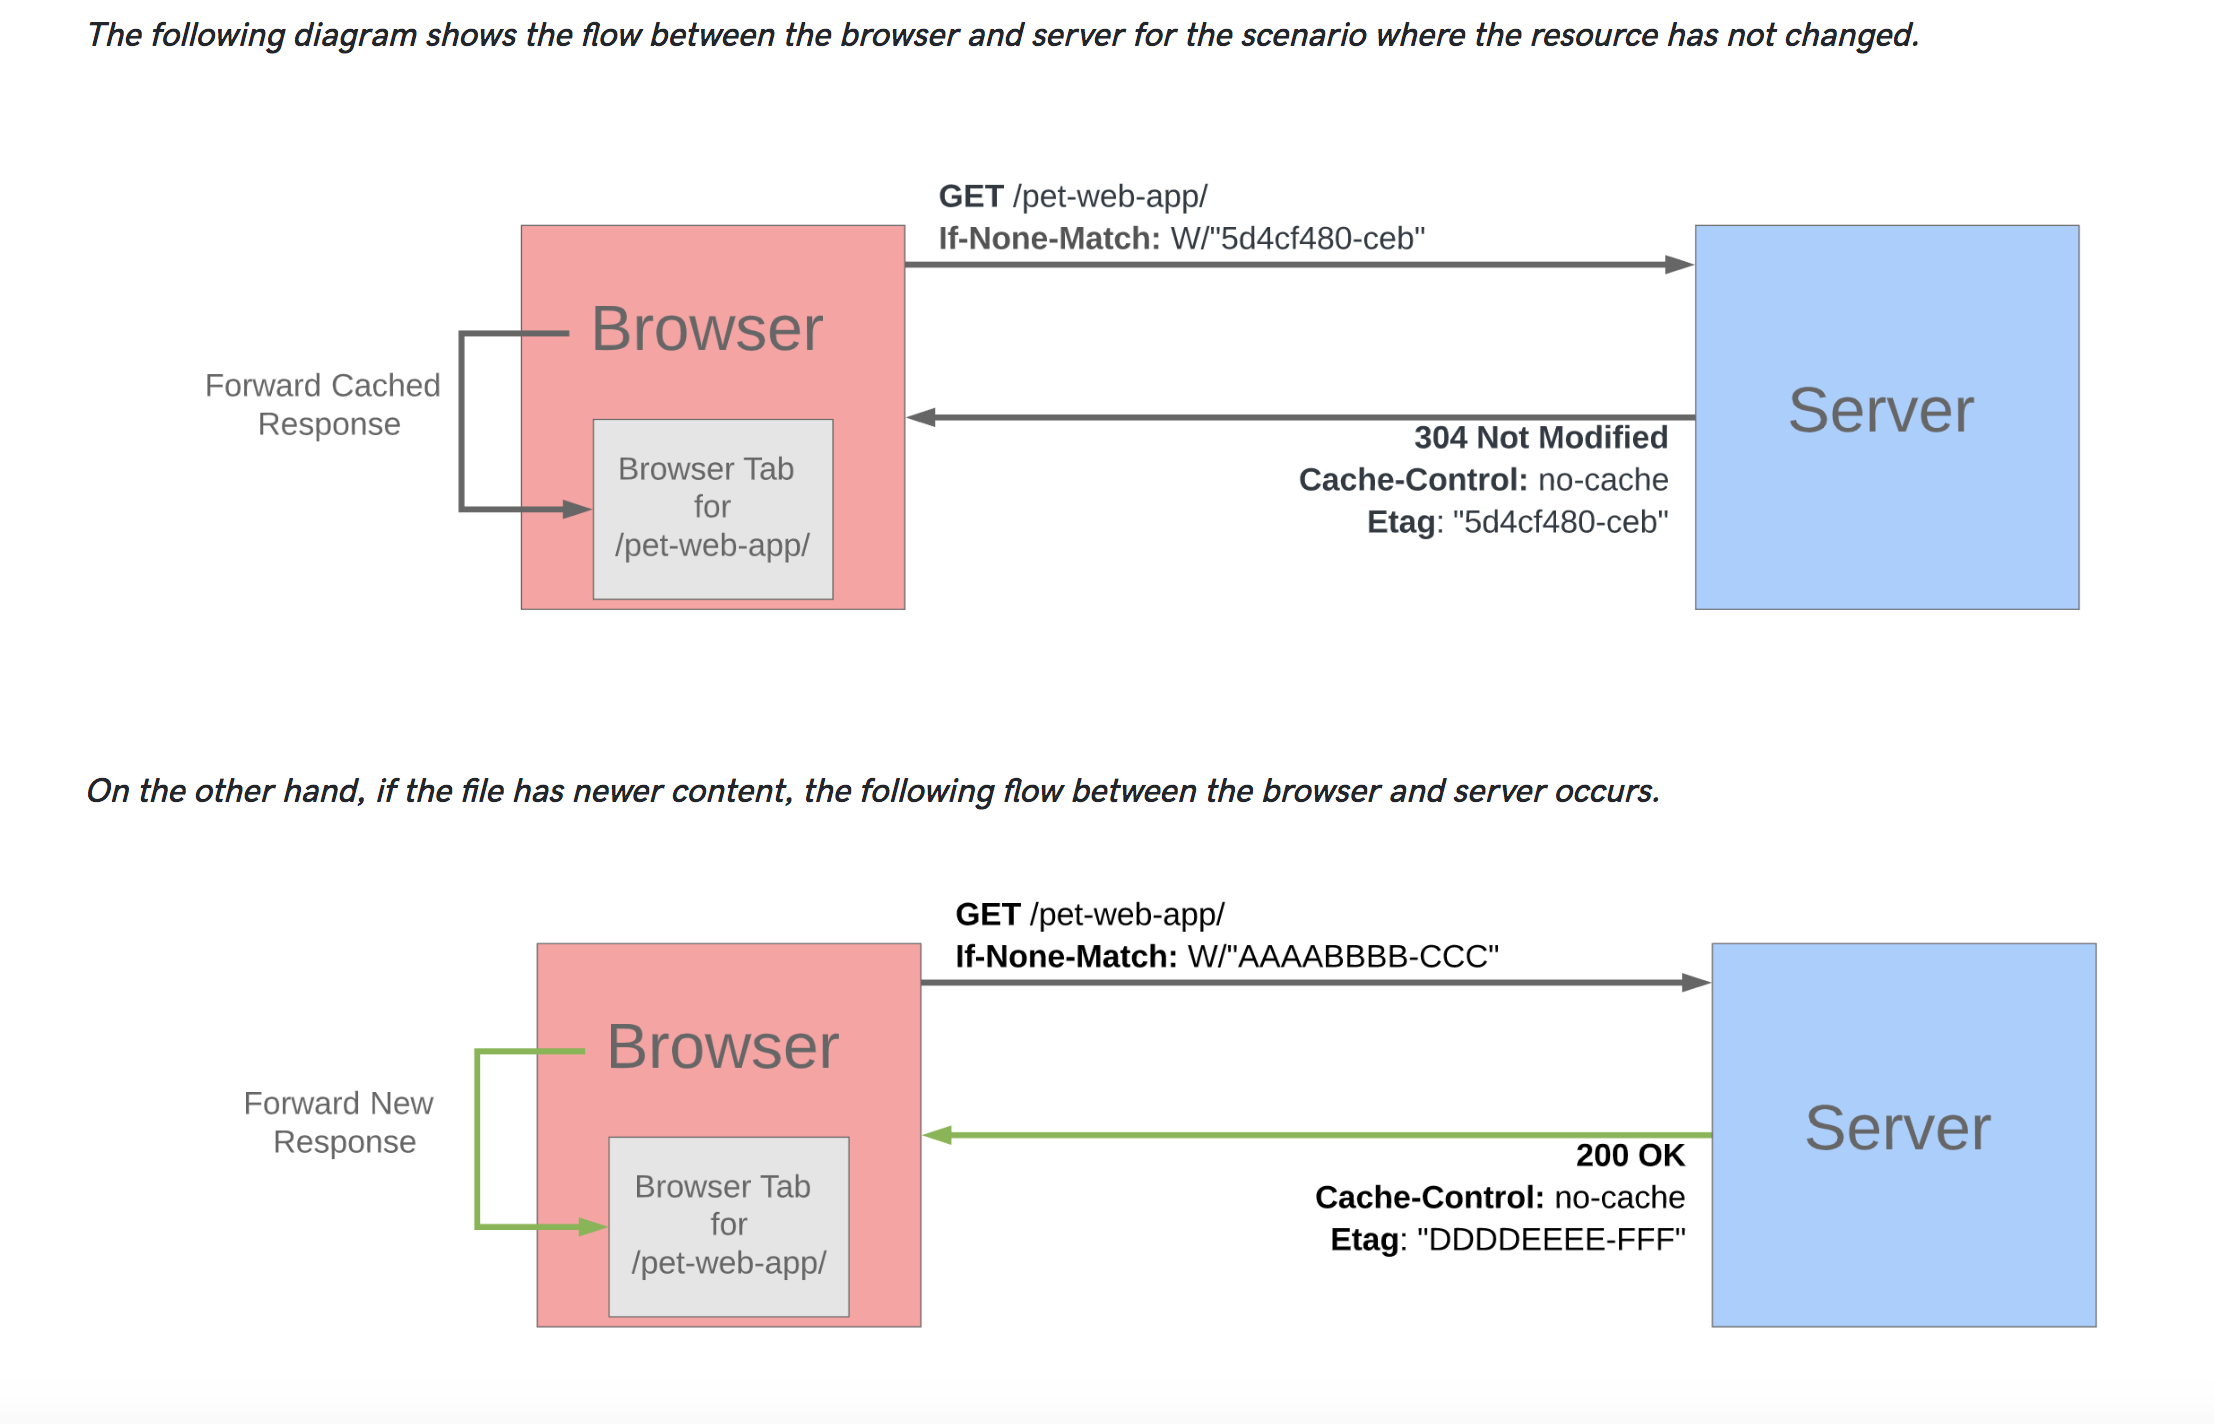 The following diagram shows the flow between the browser and server for the scenario where the resource has not changed.
GET /pet-web-app/
If-None-Match: W/"5d4cf480-ceb"
Browser
Forward Cached
Response
Server
304 Not Modified
Cache-Control: no-cache
Etag: "5d4cf480-ceb"
Browser Tab
for
/pet-web-app/
On the other hand, if the file has newer content, the following flow between the browser and server occurs.
GET /pet-web-app/
If-None-Match: W/"AAAABBBB-CCC"
Browser
Forward New
Response
Server
200 OK
Cache-Control: no-cache
Etag: "DDDDEEEE-FFF"
Browser Tab
for
/pet-web-app/